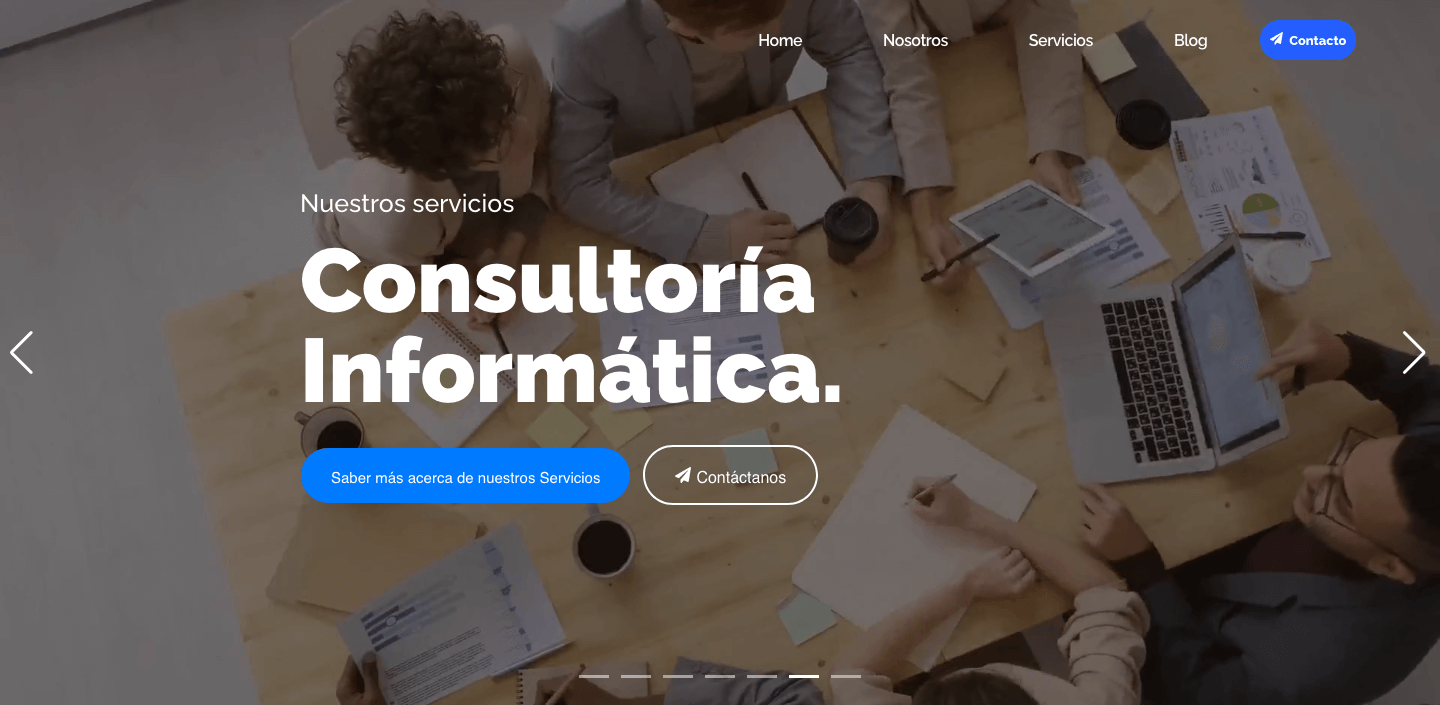 Home Nosotros Servicios Blog Contacto
Nuestros servicios
Consultoría
Informática.
Saber más acerca de nuestros Servicios Contáctanos